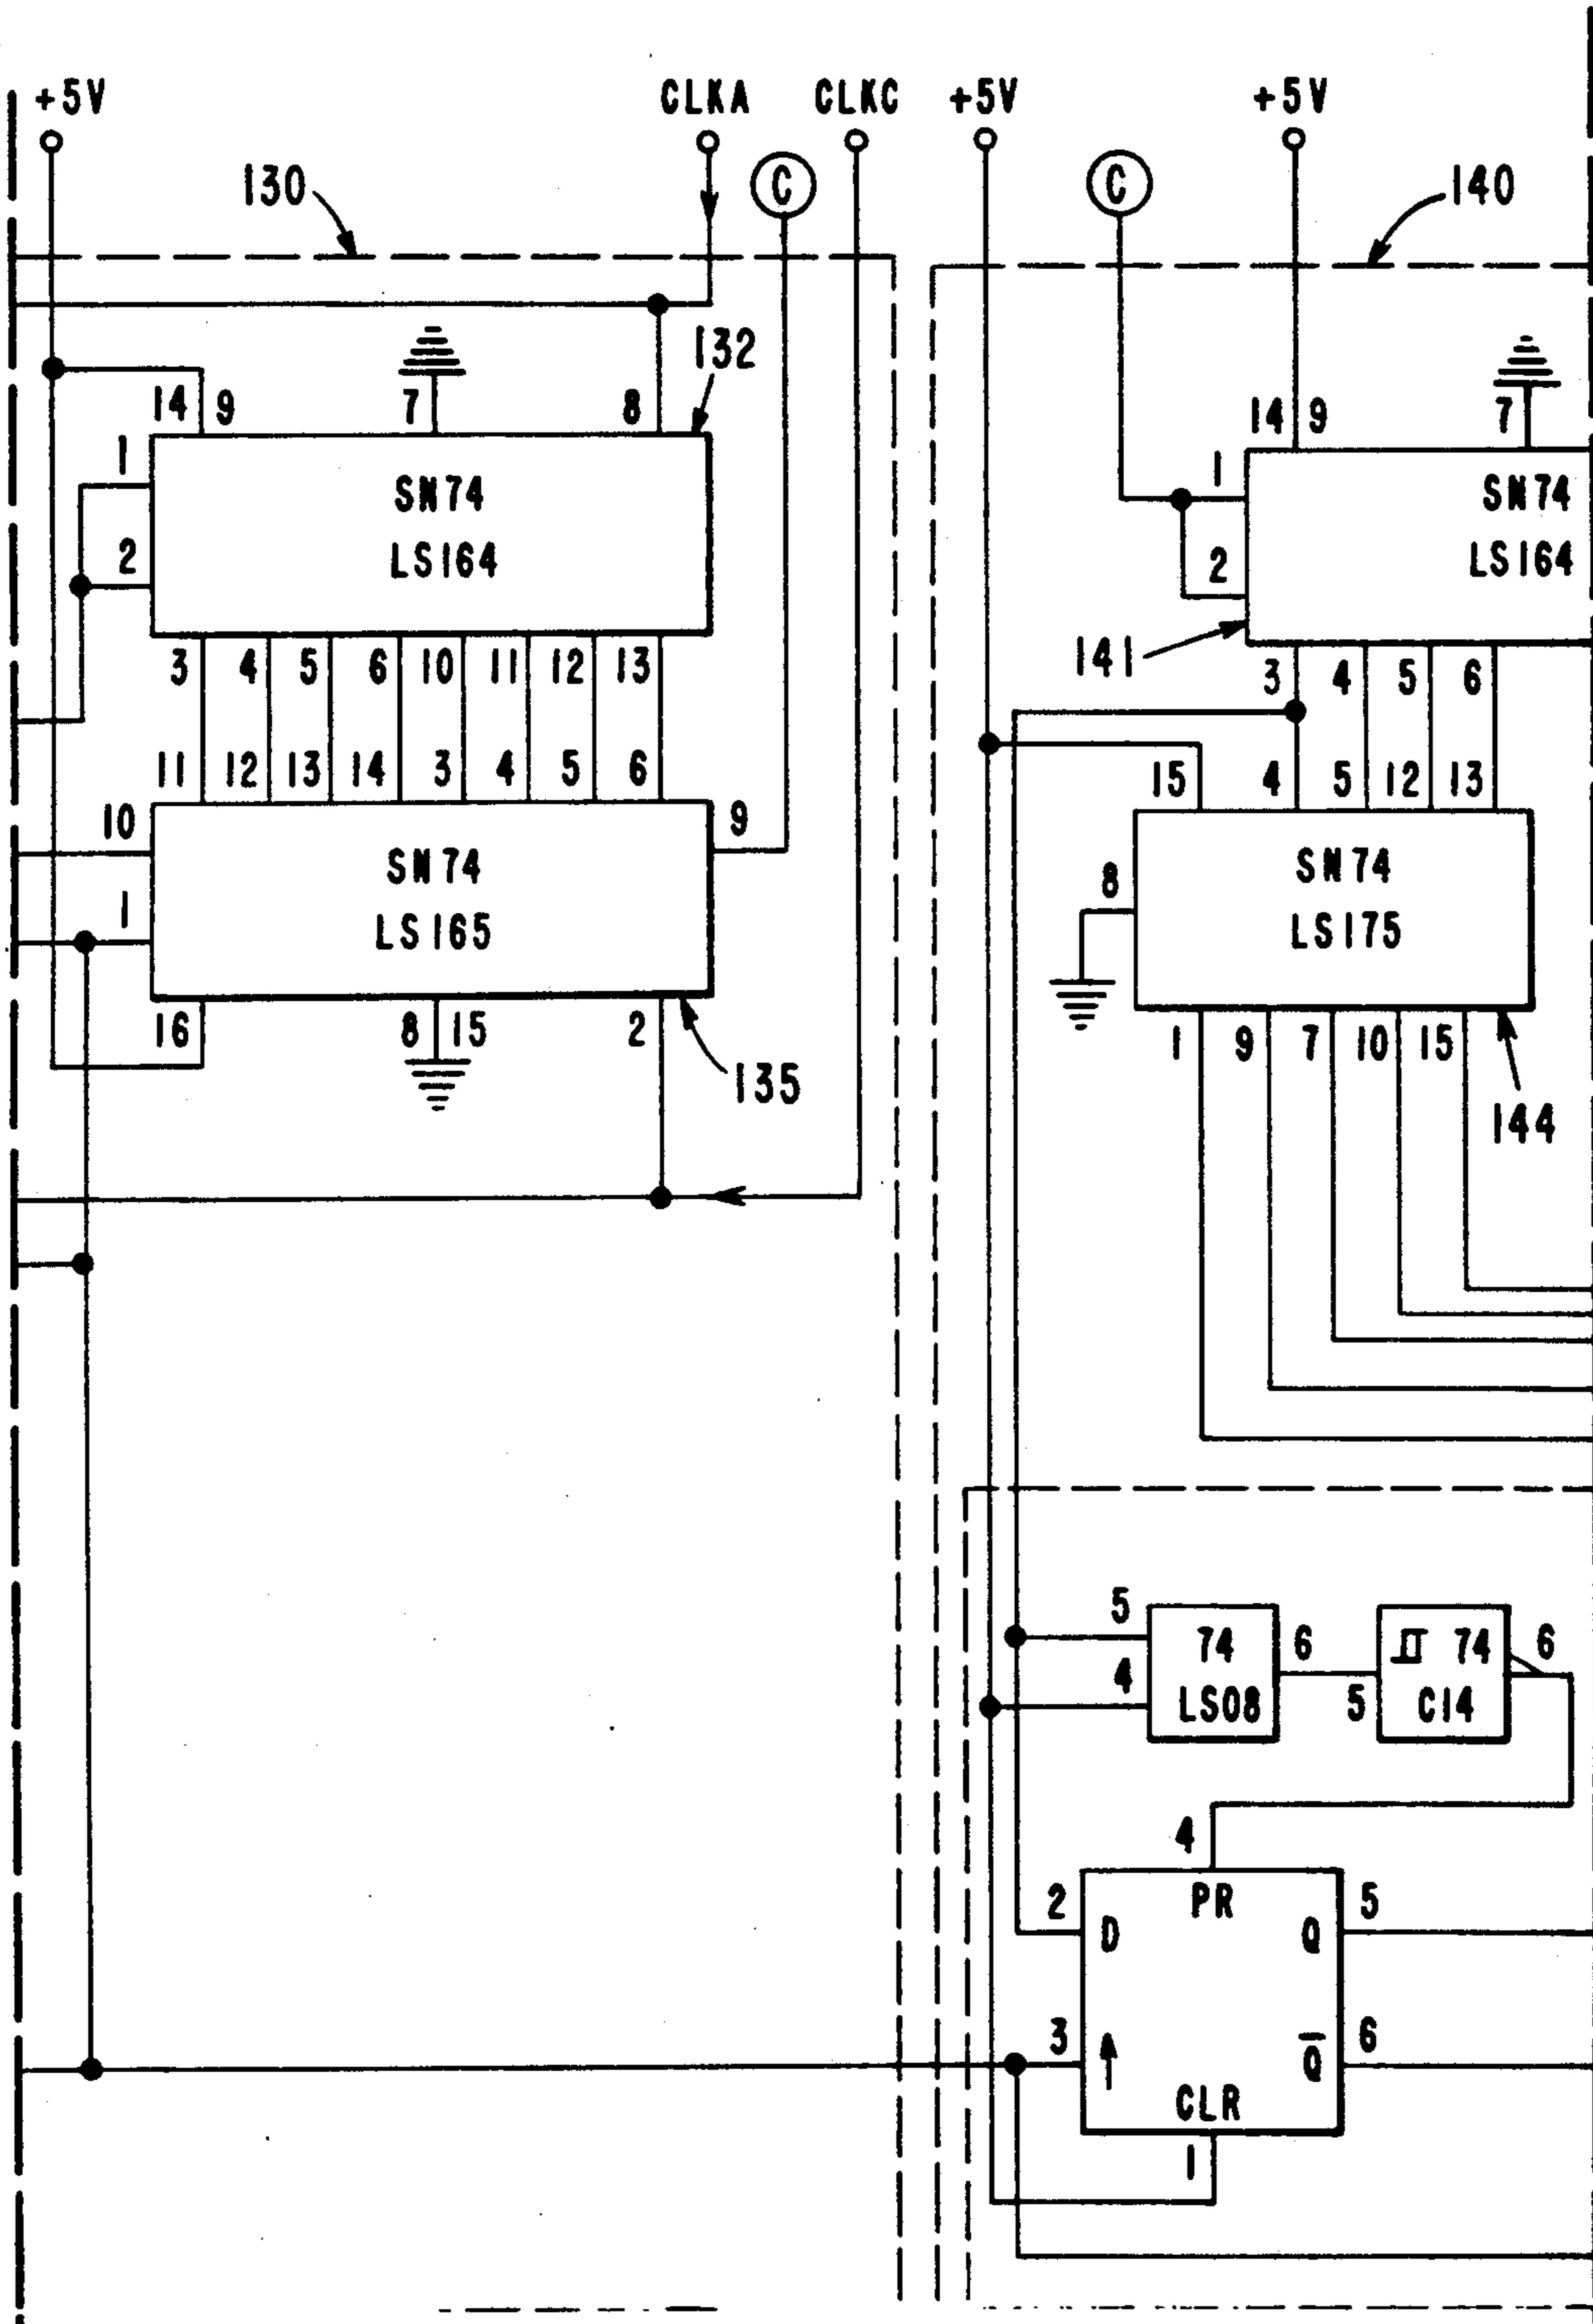 +5V CLKA CLKC +5V +5V
130 C C 140
132
14 9 7 8
14 9 7
1
SN74
LS164
2
1
SN74
LS164
2
141
3 4 5 6 10 11 12 13
3 4 5 6
11 12 13 14 3 4 5 6
15 4 5 12 13
10
SN74
LS165
9
1
8
SN74
LS175
16 8 15 2
135
1 9 7 10 15
144
5
74
LS08
6
4
74
C14
6
5
4
PR
2
D
Q
5
3
Q
6
CLR
1